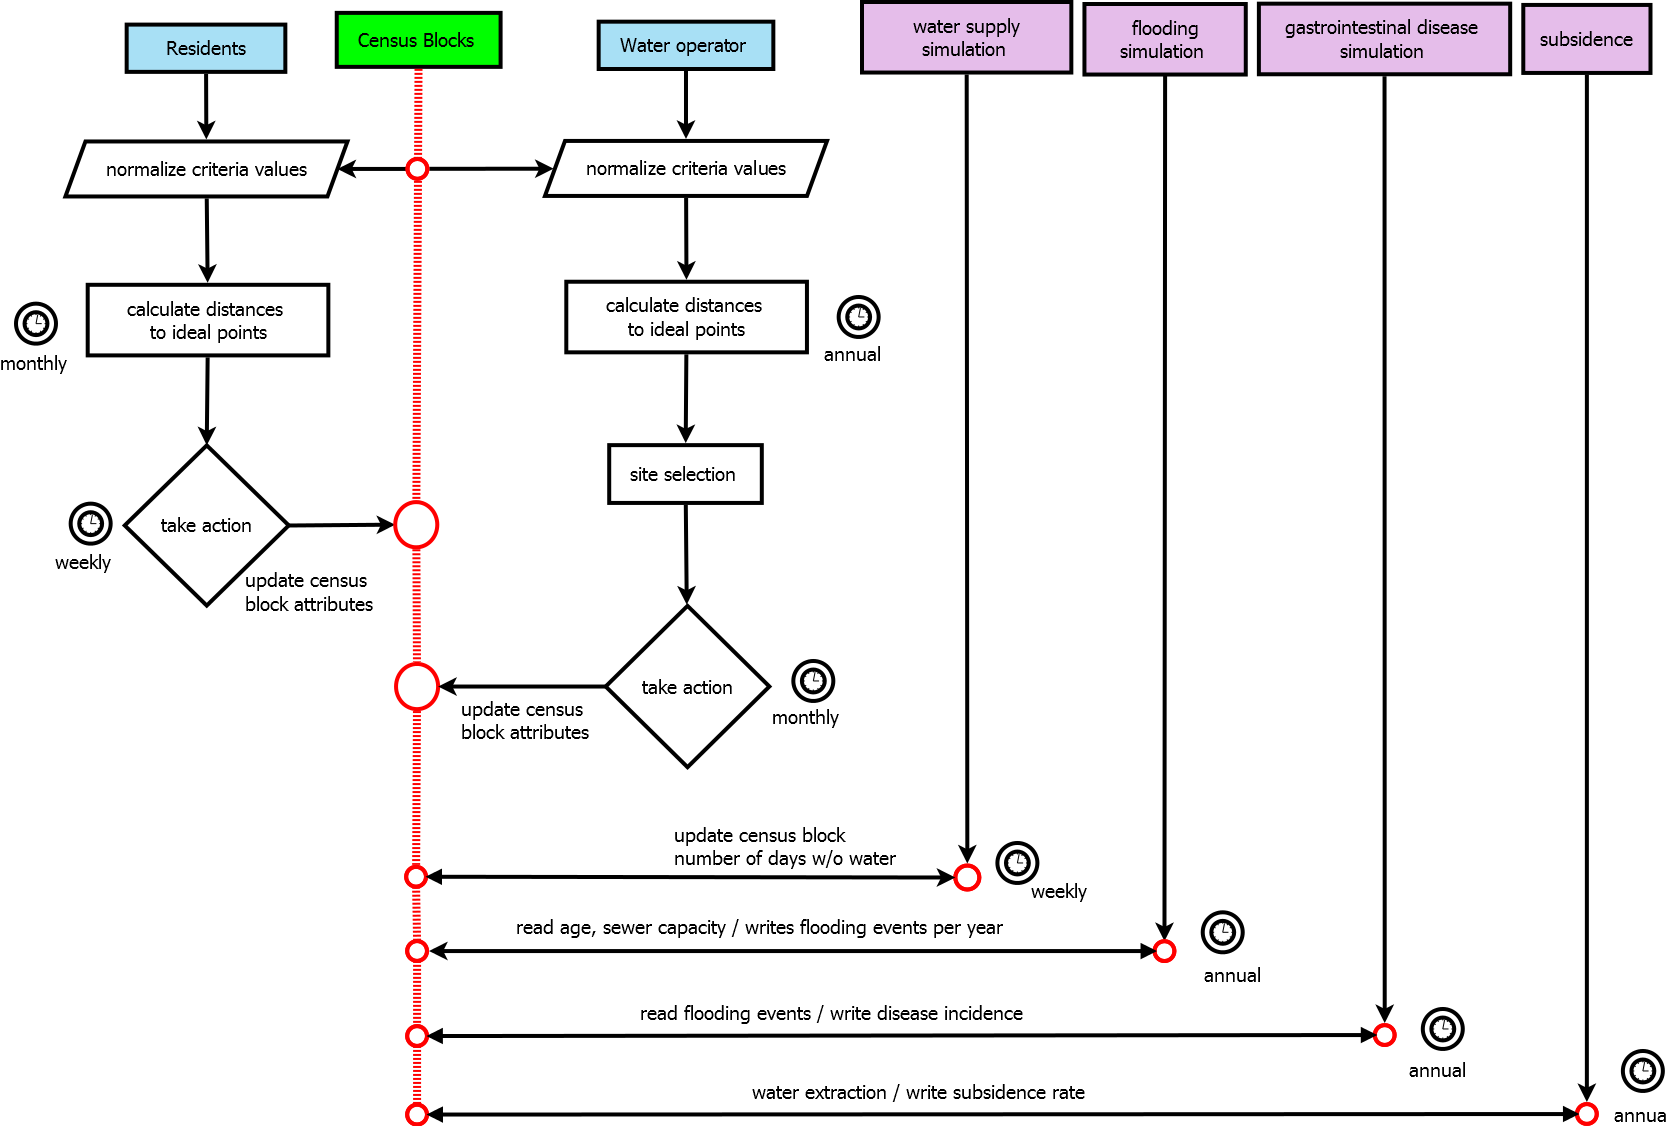 Residents
Census Blocks
Water operator
water supply
simulation
flooding
simulation
gastrointestinal disease
simulation
subsidence
normalize criteria values
normalize criteria values
calculate distances
to ideal points
monthly
calculate distances
to ideal points
annual
site selection
take action
weekly
update census
block attributes
take action
monthly
update census
block attributes
update census block
number of days w/o water
weekly
read age, sewer capacity / writes flooding events per year
annual
read flooding events / write disease incidence
annual
water extraction / write subsidence rate
annua